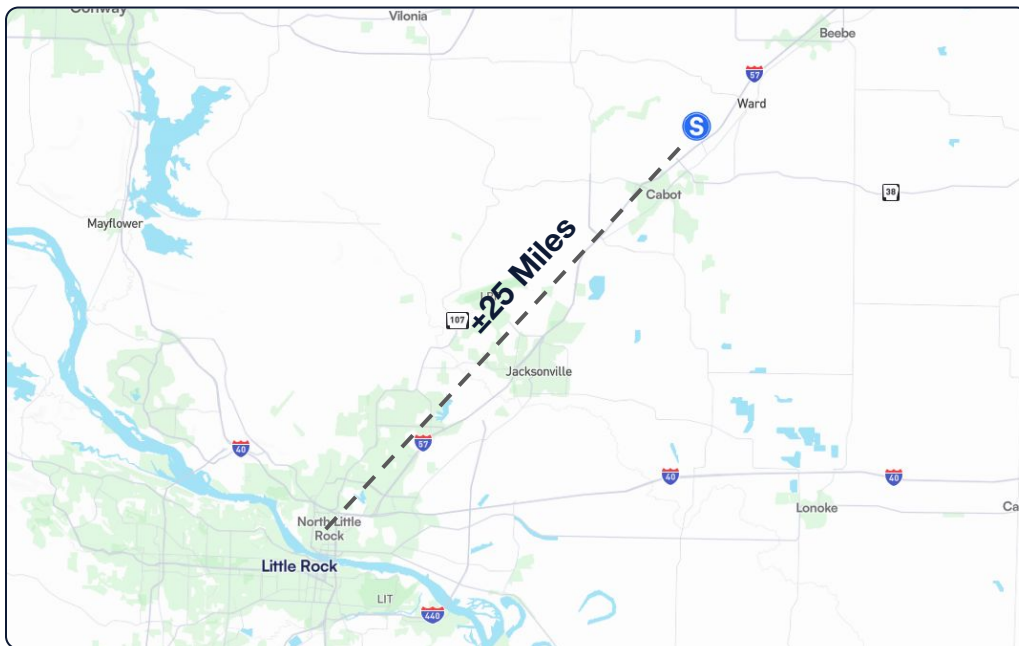 Conway
Vilonia
Beebe
57
Ward
S
Cabot
38
Mayflower
±25 Miles
107
Jacksonville
57
40
40
40
Lonoke
North Little
Rock
Little Rock
LIT
440